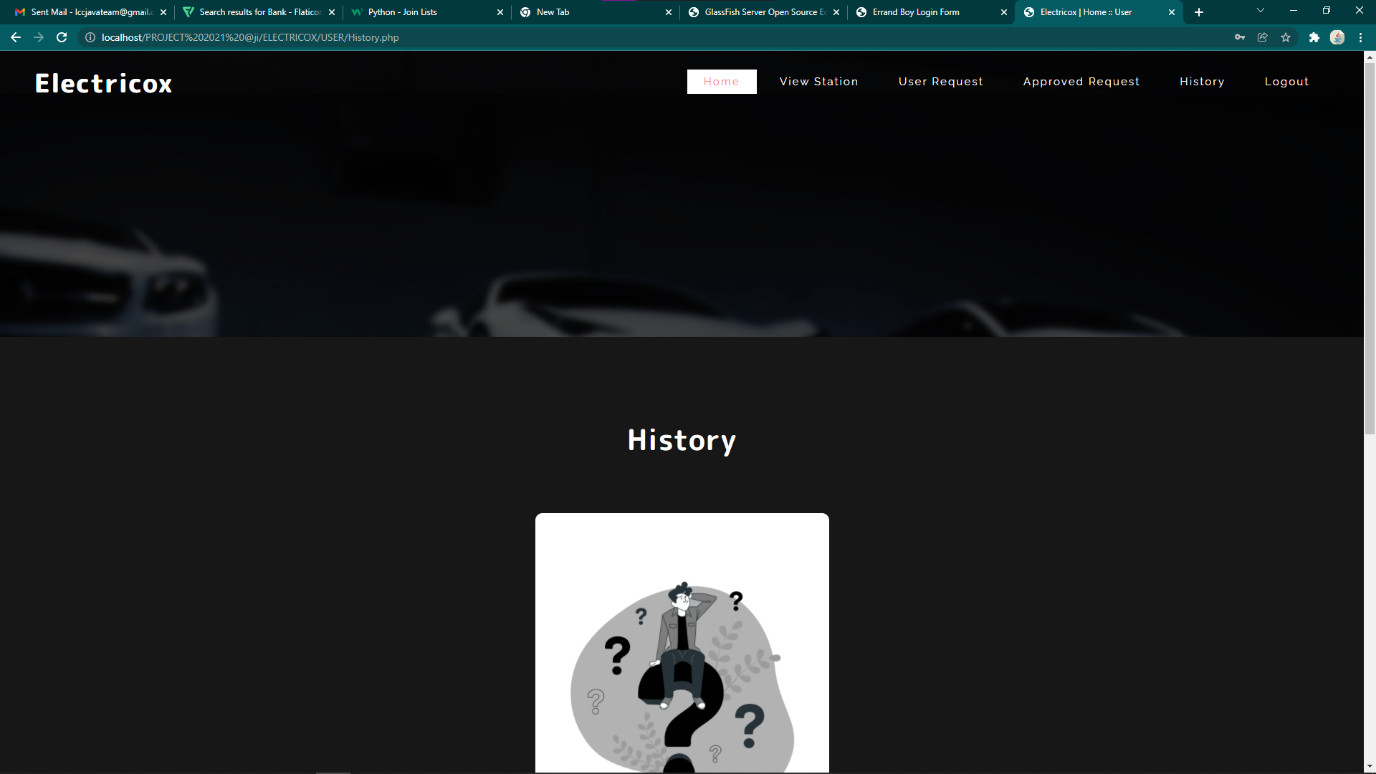 Sent Mail - lccjavateam@gmail.c
Search results for Bank - Flatico
Python - Join Lists
New Tab
GlassFish Server Open Source E
Errand Boy Login Form
Electricox | Home :: User
localhost/PROJECT%202021%20@ji/ELECTRICOX/USER/History.php
Electricox
Home
View Station
User Request
Approved Request
History
Logout
History
? ? ? ? ? ? ?